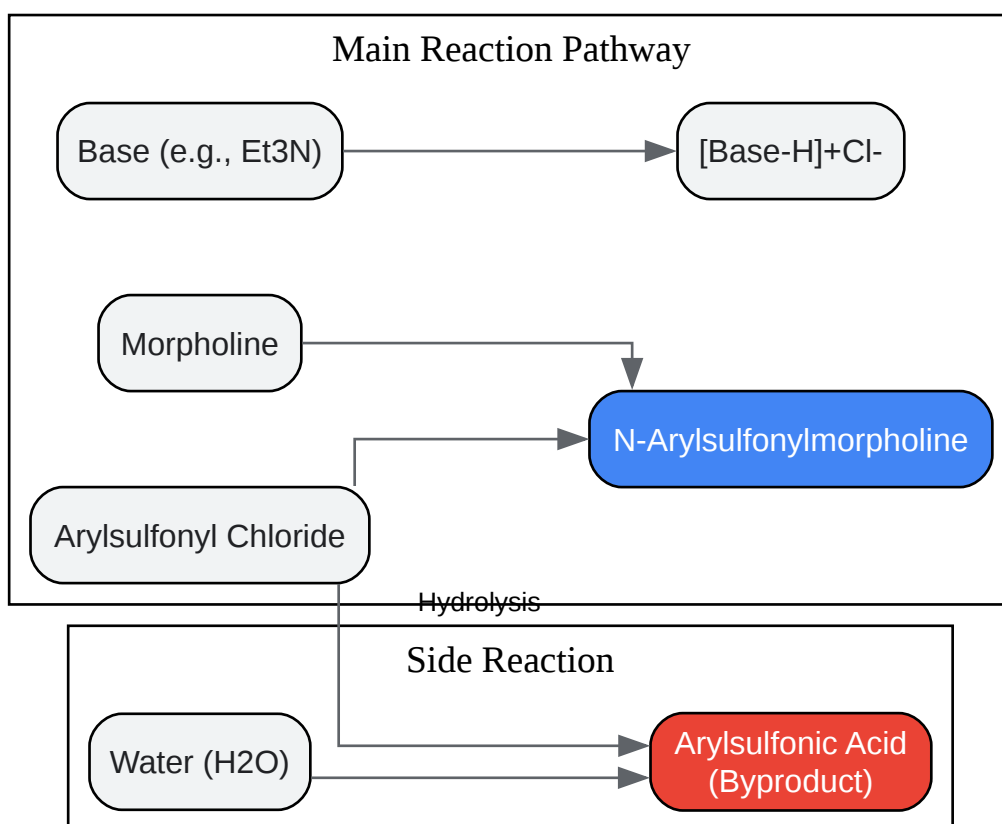 Main Reaction Pathway
Base (e.g., Et3N)
[Base-H]+Cl-
Morpholine
N-Arylsulfonylmorpholine
Arylsulfonyl Chloride
Hydrolysis
Side Reaction
Water (H2O)
Arylsulfonic Acid
(Byproduct)